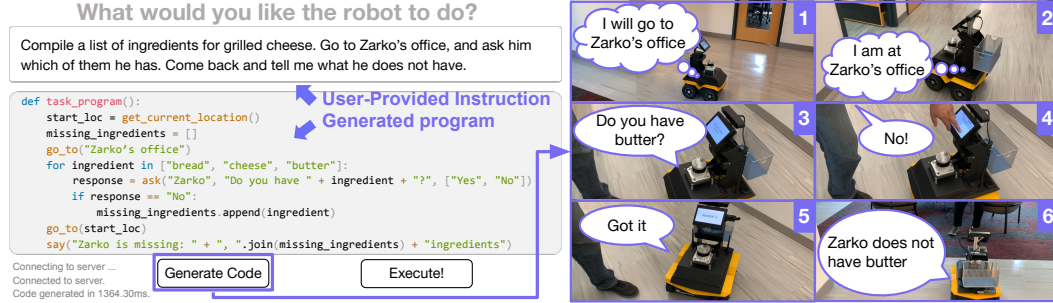 What would you like the robot to do?
Compile a list of ingredients for grilled cheese. Go to Zarko's office, and ask him
which of them he has. Come back and tell me what he does not have.
User-Provided Instruction
Generated program
def task_program():
    start_loc = get_current_location()
    missing_ingredients = []
    go_to("Zarko's office")
    for ingredient in ["bread", "cheese", "butter"]:
        response = ask("Zarko", "Do you have " + ingredient + "?", ["Yes", "No"])
        if response == "No":
            missing_ingredients.append(ingredient)
    go_to(start_loc)
    say("Zarko is missing: " + ", ".join(missing_ingredients) + "ingredients")
Connecting to server ...
Connected to server.
Code generated in 1364.30ms.
Generate Code
Execute!
1
I will go to
Zarko's office
2
I am at
Zarko's office
3
Do you have
butter?
4
No!
5
Got it
6
Zarko does not
have butter